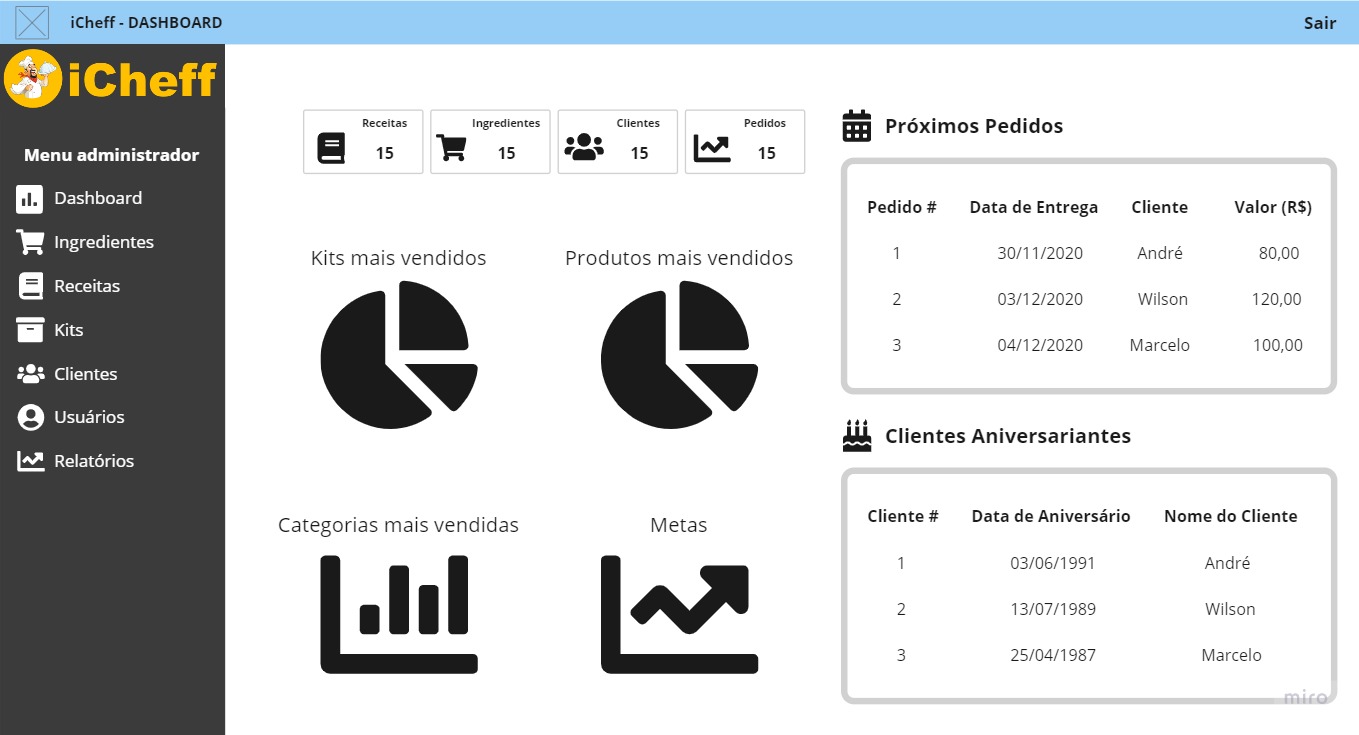 iCheff - DASHBOARD
Sair
iCheff
Menu administrador
Dashboard
Ingredientes
Receitas
Kits
Clientes
Usuários
Relatórios
Receitas
15
Ingredientes
15
Clientes
15
Pedidos
15
Kits mais vendidos
Produtos mais vendidos
Categorias mais vendidas
Metas
Próximos Pedidos
Pedido # Data de Entrega Cliente Valor (R$)
1 30/11/2020 André 80,00
2 03/12/2020 Wilson 120,00
3 04/12/2020 Marcelo 100,00
Clientes Aniversariantes
Cliente # Data de Aniversário Nome do Cliente
1 03/06/1991 André
2 13/07/1989 Wilson
3 25/04/1987 Marcelo
miro